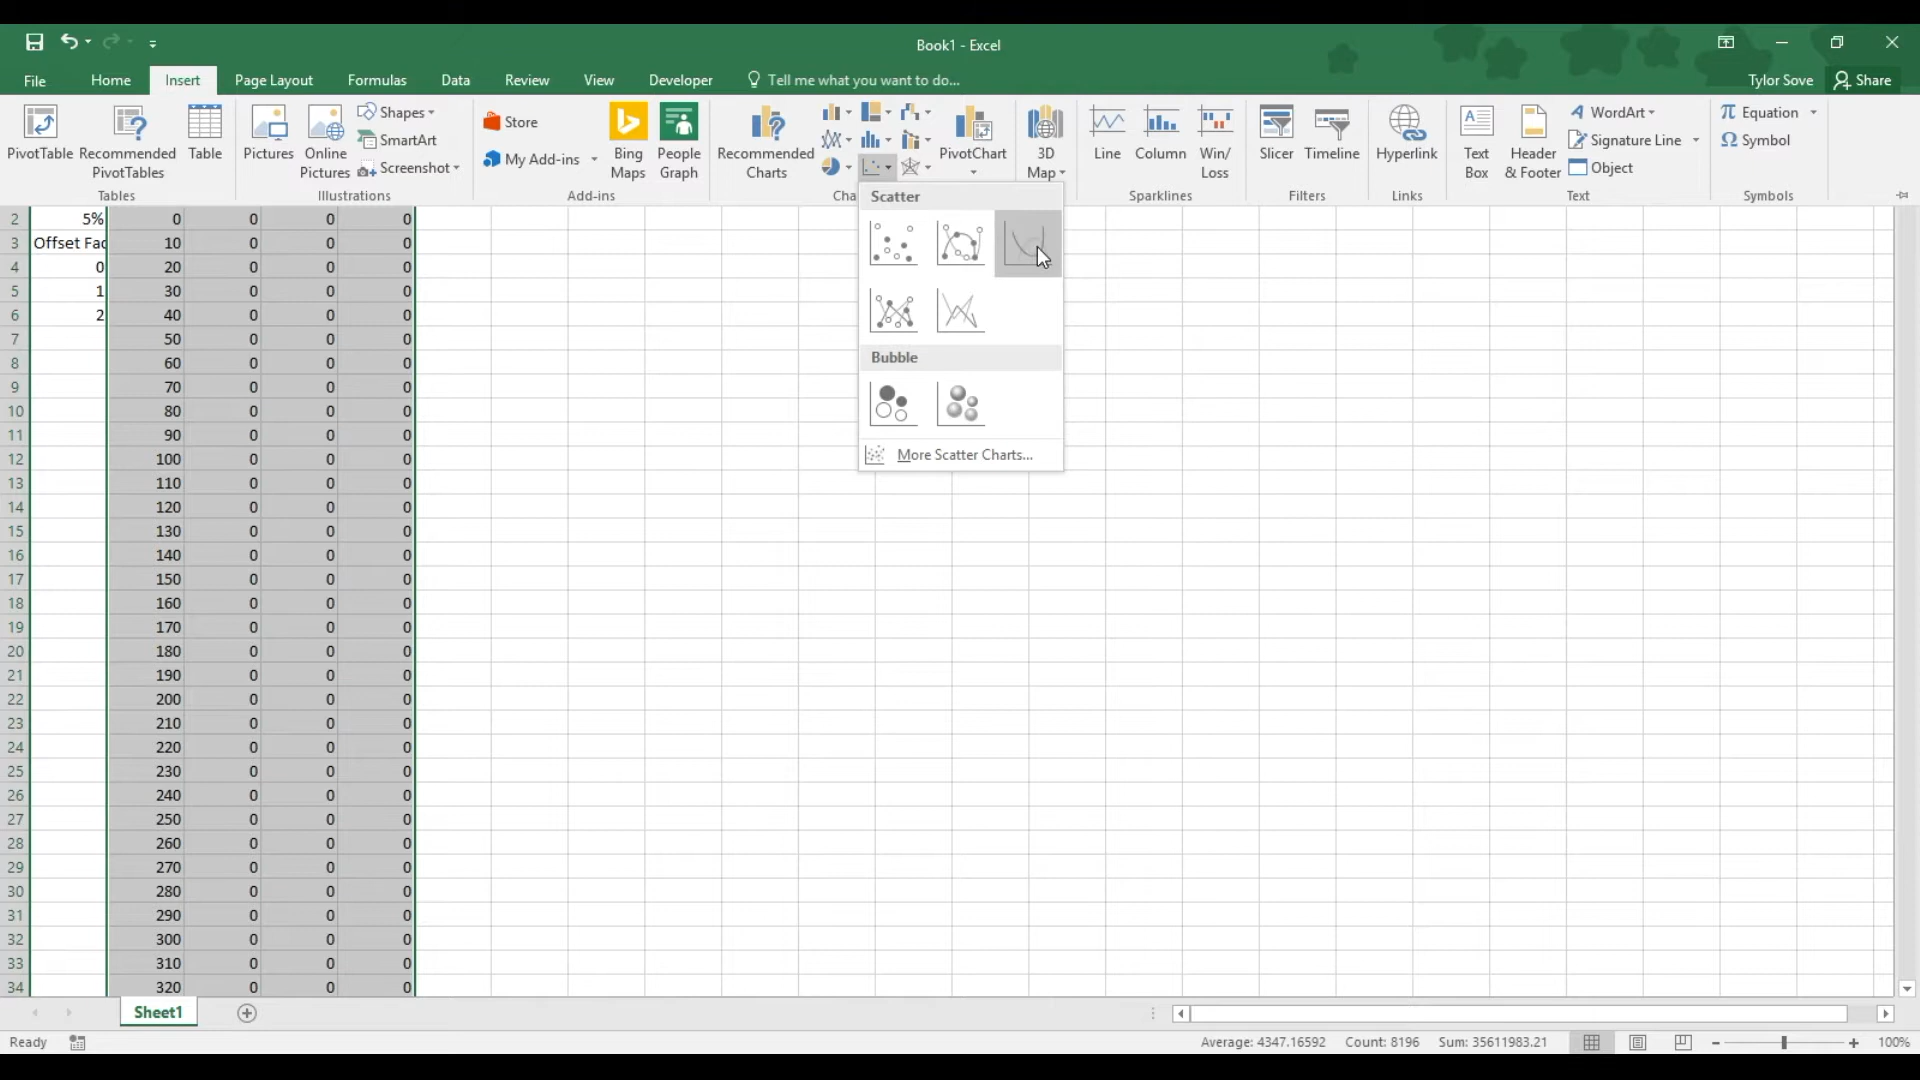 Book1 - Excel
File Home Insert Page Layout Formulas Data Review View Developer Tell me what you want to do... Tylor Sove Share
PivotTable
Recommended
PivotTables
Table
Tables
Pictures
Online
Pictures
Shapes
SmartArt
Screenshot
Illustrations
Store
My Add-ins
Bing
Maps
People
Graph
Add-ins
Recommended
Charts
Cha
PivotChart
3D
Map
Line
Column
Win/
Loss
Sparklines
Slicer
Timeline
Filters
Hyperlink
Links
Text
Box
Header
& Footer
WordArt
Signature Line
Object
Text
π Equation
Ω Symbol
Symbols
Scatter
Bubble
More Scatter Charts...
2 5% 0 0 0 0
3 Offset Fac 10 0 0 0
4 0 20 0 0 0
5 1 30 0 0 0
6 2 40 0 0 0
7 50 0 0 0
8 60 0 0 0
9 70 0 0 0
10 80 0 0 0
11 90 0 0 0
12 100 0 0 0
13 110 0 0 0
14 120 0 0 0
15 130 0 0 0
16 140 0 0 0
17 150 0 0 0
18 160 0 0 0
19 170 0 0 0
20 180 0 0 0
21 190 0 0 0
22 200 0 0 0
23 210 0 0 0
24 220 0 0 0
25 230 0 0 0
26 240 0 0 0
27 250 0 0 0
28 260 0 0 0
29 270 0 0 0
30 280 0 0 0
31 290 0 0 0
32 300 0 0 0
33 310 0 0 0
34 320 0 0 0
Sheet1
Ready Average: 4347.16592 Count: 8196 Sum: 35611983.21 100%